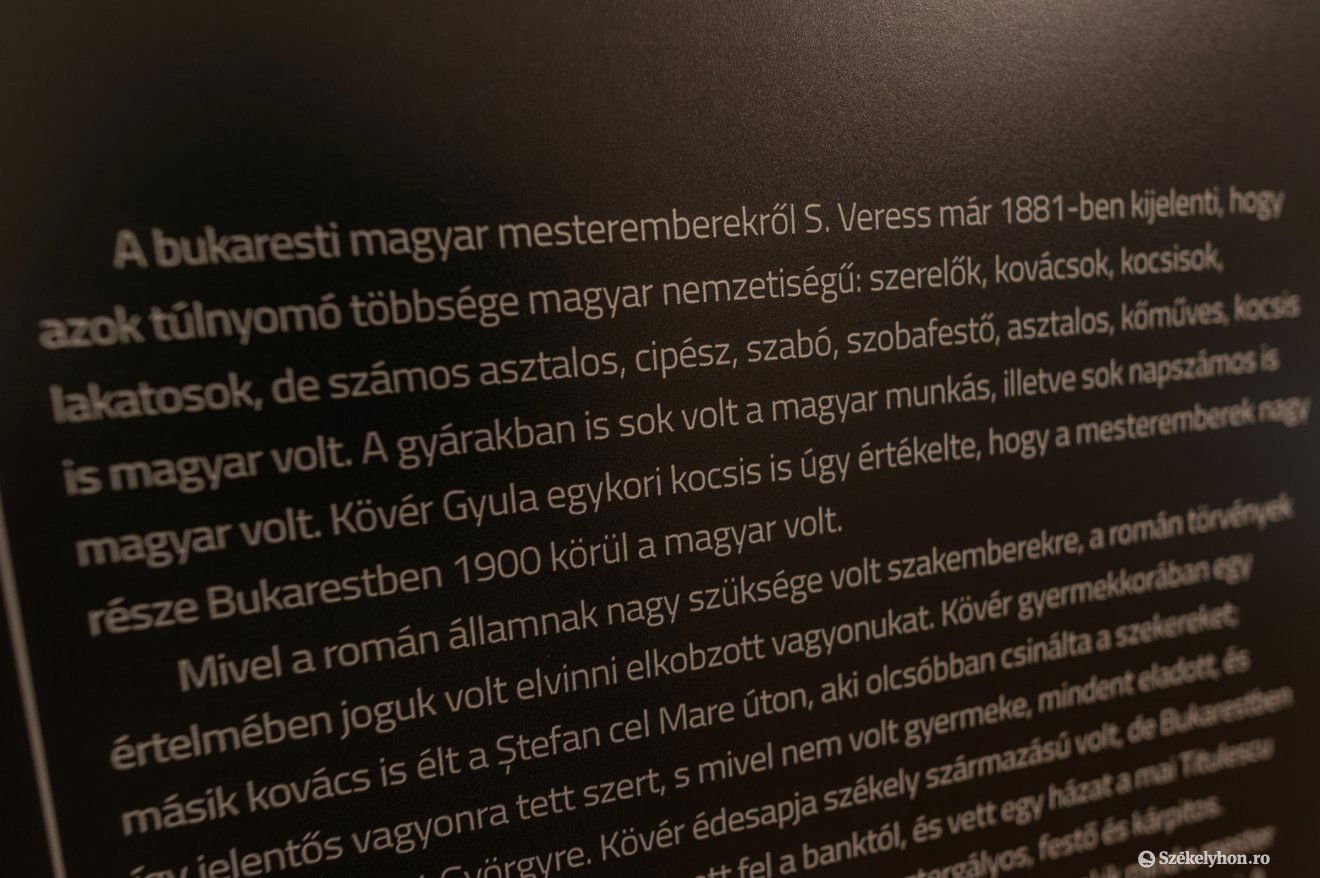 A bukaresti magyar mesteremberekről S. Veress már 1881-ben kijelenti, hogy
azok túlnyomó többsége magyar nemzetiségű: szerelők, kovácsok, kocsisok,
lakatosok, de számos asztalos, cipész, szabó, szobafestő, asztalos, kőműves, kocsis
is magyar volt. A gyárakban is sok volt a magyar munkás, illetve sok napszámos is
magyar volt. Kövér Gyula egykori kocsis is úgy értékelte, hogy a mesteremberek nagy
része Bukarestben 1900 körül a magyar volt.
Mivel a román államnak nagy szüksége volt szakemberekre, a román törvények
értelmében joguk volt elvinni elkobzott vagyonukat. Kövér gyermekkorában egy
másik kovács is élt a Ștefan cel Mare úton, aki olcsóbban csinálta a szekereket;
így jelentős vagyonra tett szert, s mivel nem volt gyermeke, mindent eladott, és
Györgyre. Kövér édesapja székely származású volt, de Bukarestben
fel a banktól, és vett egy házat a mai Titulescu
festő és kárpitos.
Székelyhon.ro